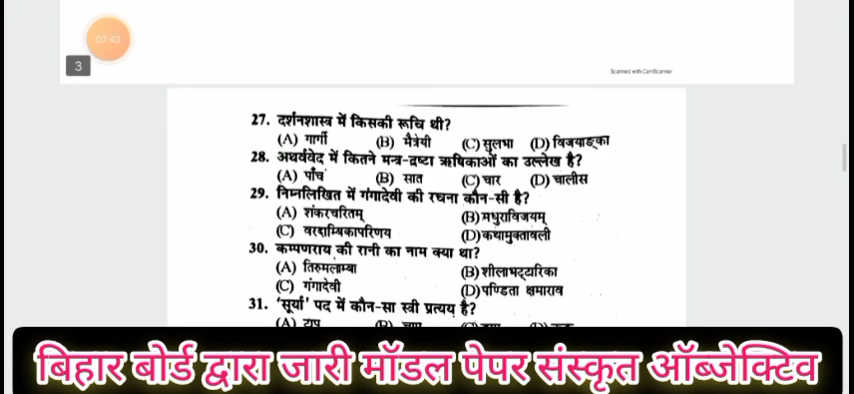 07:43
3
Scanned with CamScanner
27. दर्शनशास्त्र में किसकी रूचि थी?
(A) गार्गी (B) मैत्रेयी (C) सुलभा (D) विजयाङ्का
28. अथर्ववेद में कितने मन्त्र-द्रष्टा ऋषिकाओं का उल्लेख है?
(A) पाँच (B) सात (C) चार (D) चालीस
29. निम्नलिखित में गंगादेवी की रचना कौन-सी है?
(A) शंकरचरितम् (B) मधुराविजयम्
(C) वरदाम्बिकापरिणय (D) कथामुक्तावली
30. कम्पणराय की रानी का नाम क्या था?
(A) तिरुमलाम्बा (B) शीलाभट्टारिका
(C) गंगादेवी (D) पण्डिता क्षमाराव
31. 'सूर्या' पद में कौन-सा स्त्री प्रत्यय है?
(A) टाप् (B) चाप्
बिहार बोर्ड द्वारा जारी मॉडल पेपर संस्कृत ऑब्जेक्टिव